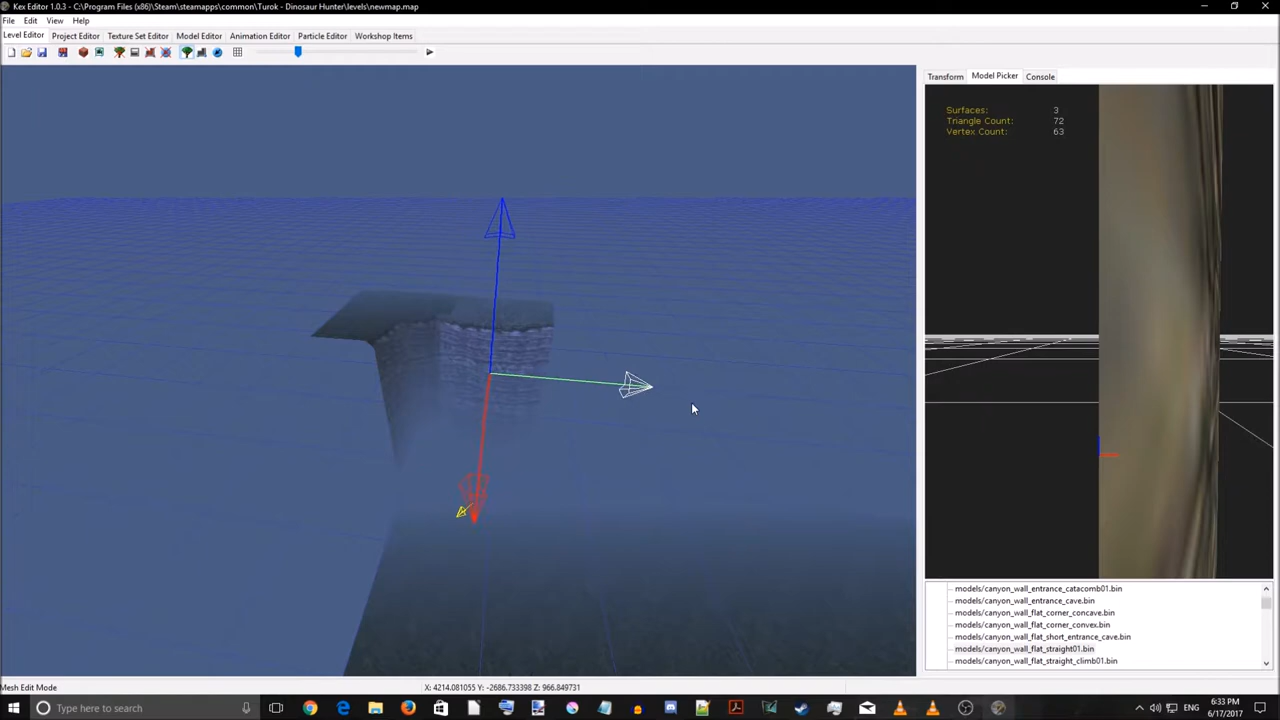 Kex Editor 1.0.3 - C:\Program Files (x86)\Steam\steamapps\common\Turok - Dinosaur Hunter\levels\newmap.map
File Edit View Help
Level Editor Project Editor Texture Set Editor Model Editor Animation Editor Particle Editor Workshop Items
Transform Model Picker Console
Surfaces: 3
Triangle Count: 72
Vertex Count: 63
models/canyon_wall_entrance_catacomb01.bin
models/canyon_wall_entrance_cave.bin
models/canyon_wall_flat_corner_concave.bin
models/canyon_wall_flat_corner_convex.bin
models/canyon_wall_flat_short_entrance_cave.bin
models/canyon_wall_flat_straight01.bin
models/canyon_wall_flat_straight_climb01.bin
Mesh Edit Mode X: 4214.081055 Y: -2686.733398 Z: 966.849731
Type here to search
ENG
6:33 PM
6/17/2017